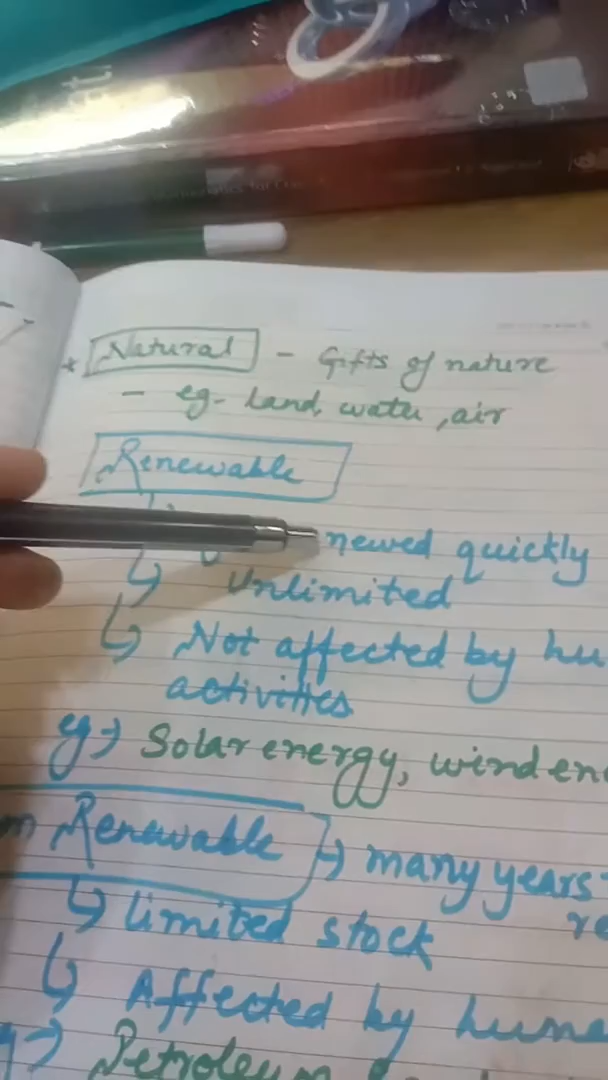 * Natural - Gifts of nature
- eg- Land, water, air
Renewable
newed quickly
↳ Unlimited
↳ Not affected by hu
activities
eg → Solar energy, wind en
Renewable → many years
↳ limited stock
↳ Affected by huma
Petroleum